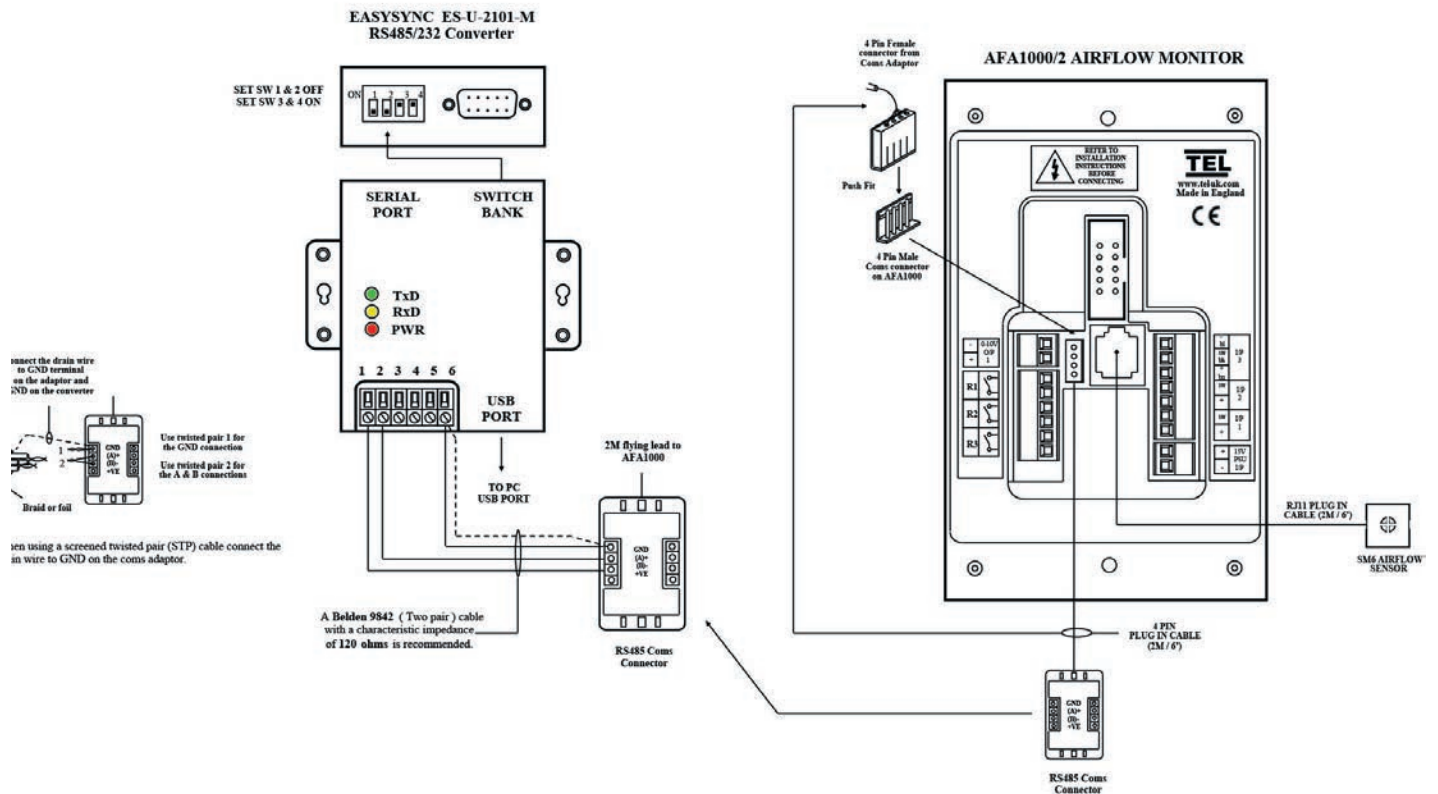 EASYSYNC ES-U-2101-M
RS485/232 Converter
SET SW 1 & 2 OFF
SET SW 3 & 4 ON
ON
1 2 3 4
SERIAL
PORT
SWITCH
BANK
TxD
RxD
PWR
1 2 3 4 5 6
USB
PORT
TO PC
USB PORT
onnect the drain wire
to GND terminal
on the adaptor and
GND on the converter
1
2
GND
(A)+
(B)-
+VE
Use twisted pair 1 for
the GND connection
Use twisted pair 2 for
the A & B connections
Braid or foil
en using a screened twisted pair (STP) cable connect the
in wire to GND on the coms adaptor.
2M flying lead to
AFA1000
GND
(A)+
(B)-
+VE
A Belden 9842 ( Two pair ) cable
with a characteristic impedance
of 120 ohms is recommended.
RS485 Coms
Connector
4 Pin Female
connector from
Coms Adaptor
Push Fit
4 Pin Male
Coms connector
on AFA1000
AFA1000/2 AIRFLOW MONITOR
REFER TO
INSTALLATION
INSTRUCTIONS
BEFORE
CONNECTING
TEL
www.teluk.com
Made in England
CE
- 0-10V
O/P
+ 1
R1
R2
R3
I/P
3
I/P
2
I/P
1
+ 15V
PSU
- I/P
RJ11 PLUG IN
CABLE (2M / 6')
SM6 AIRFLOW
SENSOR
4 PIN
PLUG IN CABLE
(2M / 6')
GND
(A)+
(B)-
+VE
RS485 Coms
Connector